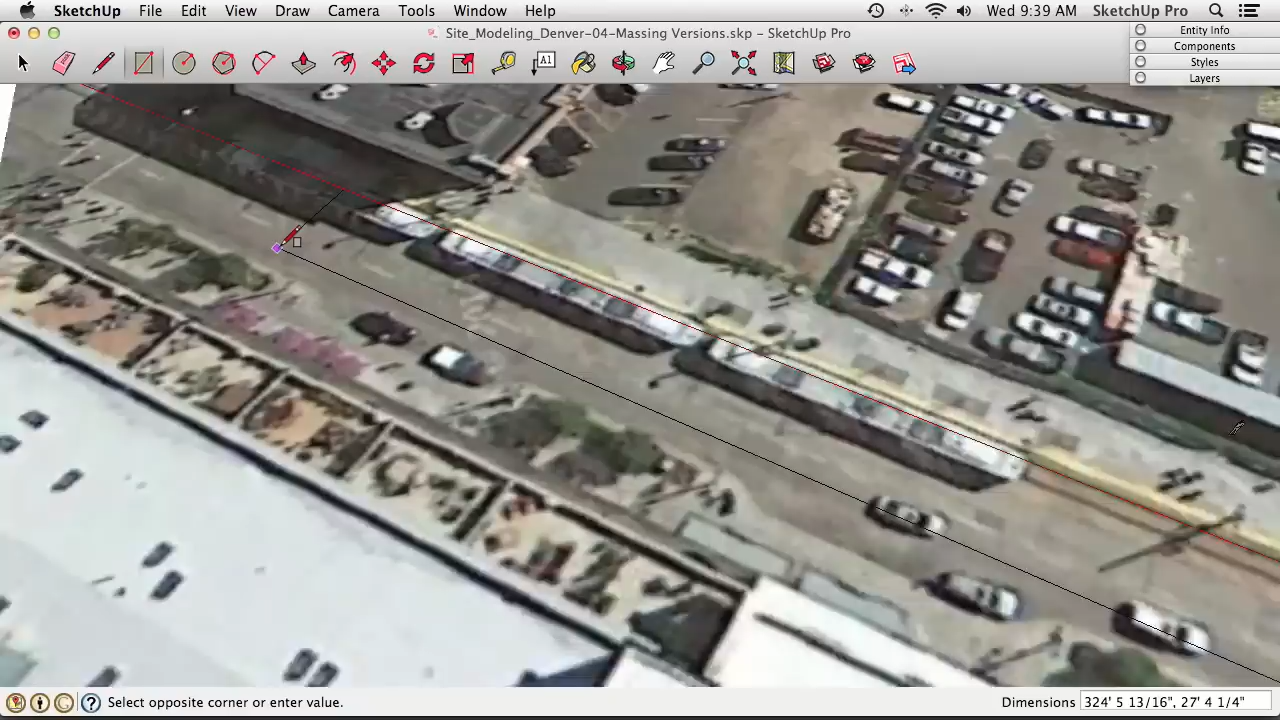 SketchUp File Edit View Draw Camera Tools Window Help Wed 9:39 AM SketchUp Pro
Site_Modeling_Denver-04-Massing Versions.skp – SketchUp Pro
Entity Info
Components
Styles
Layers
A1
Select opposite corner or enter value. Dimensions 324' 5 13/16", 27' 4 1/4"